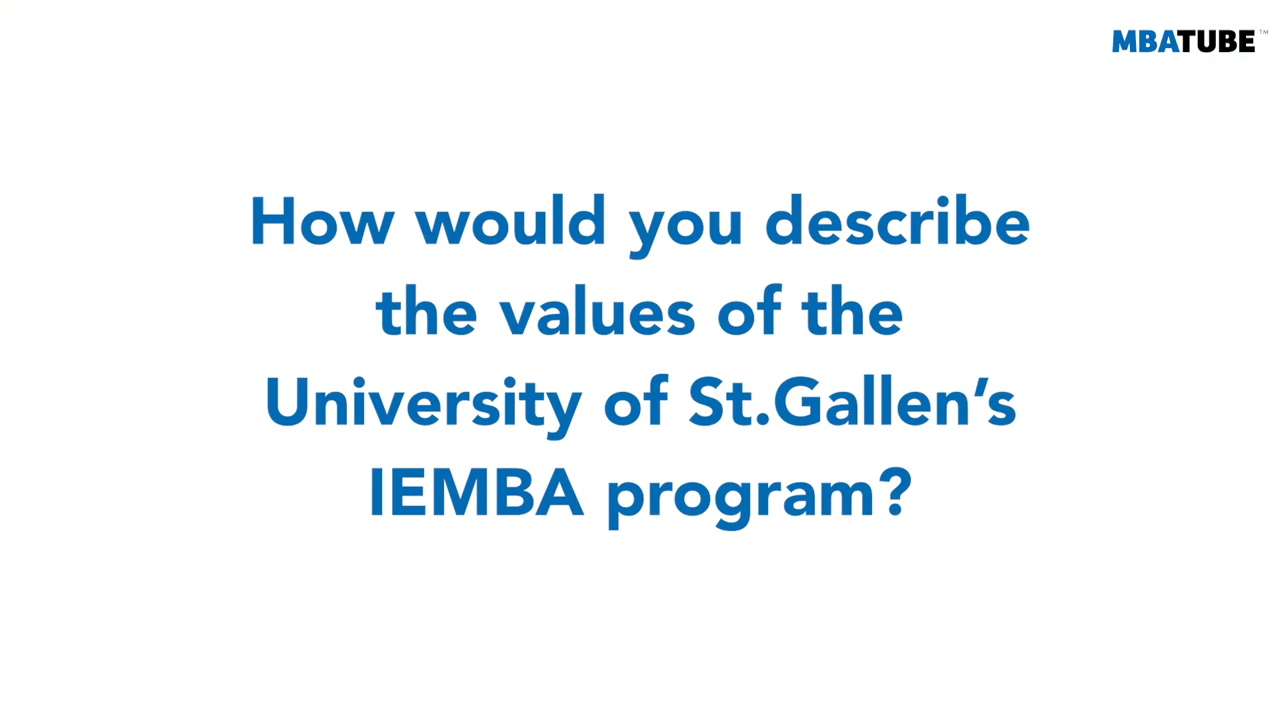 MBATUBE™
How would you describe
the values of the
University of St.Gallen’s
IEMBA program?